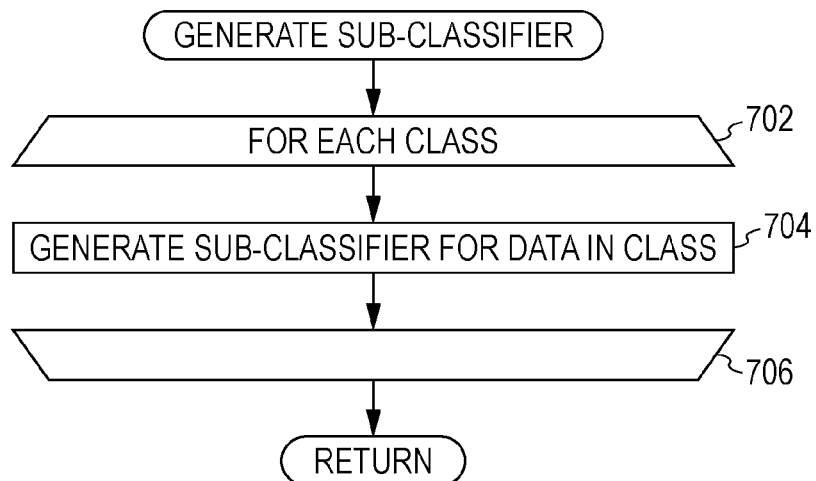 GENERATE SUB-CLASSIFIER
FOR EACH CLASS
702
GENERATE SUB-CLASSIFIER FOR DATA IN CLASS
704
706
RETURN